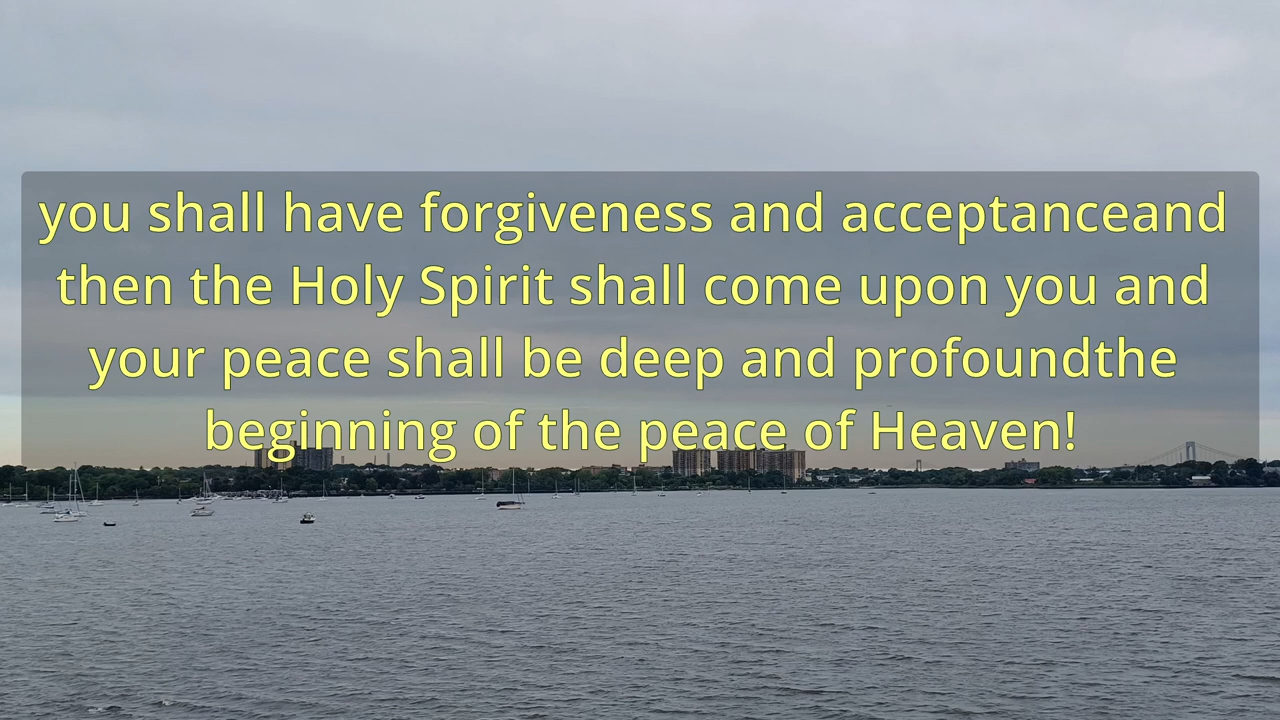 you shall have forgiveness and acceptanceand
then the Holy Spirit shall come upon you and
your peace shall be deep and profoundthe
beginning of the peace of Heaven!